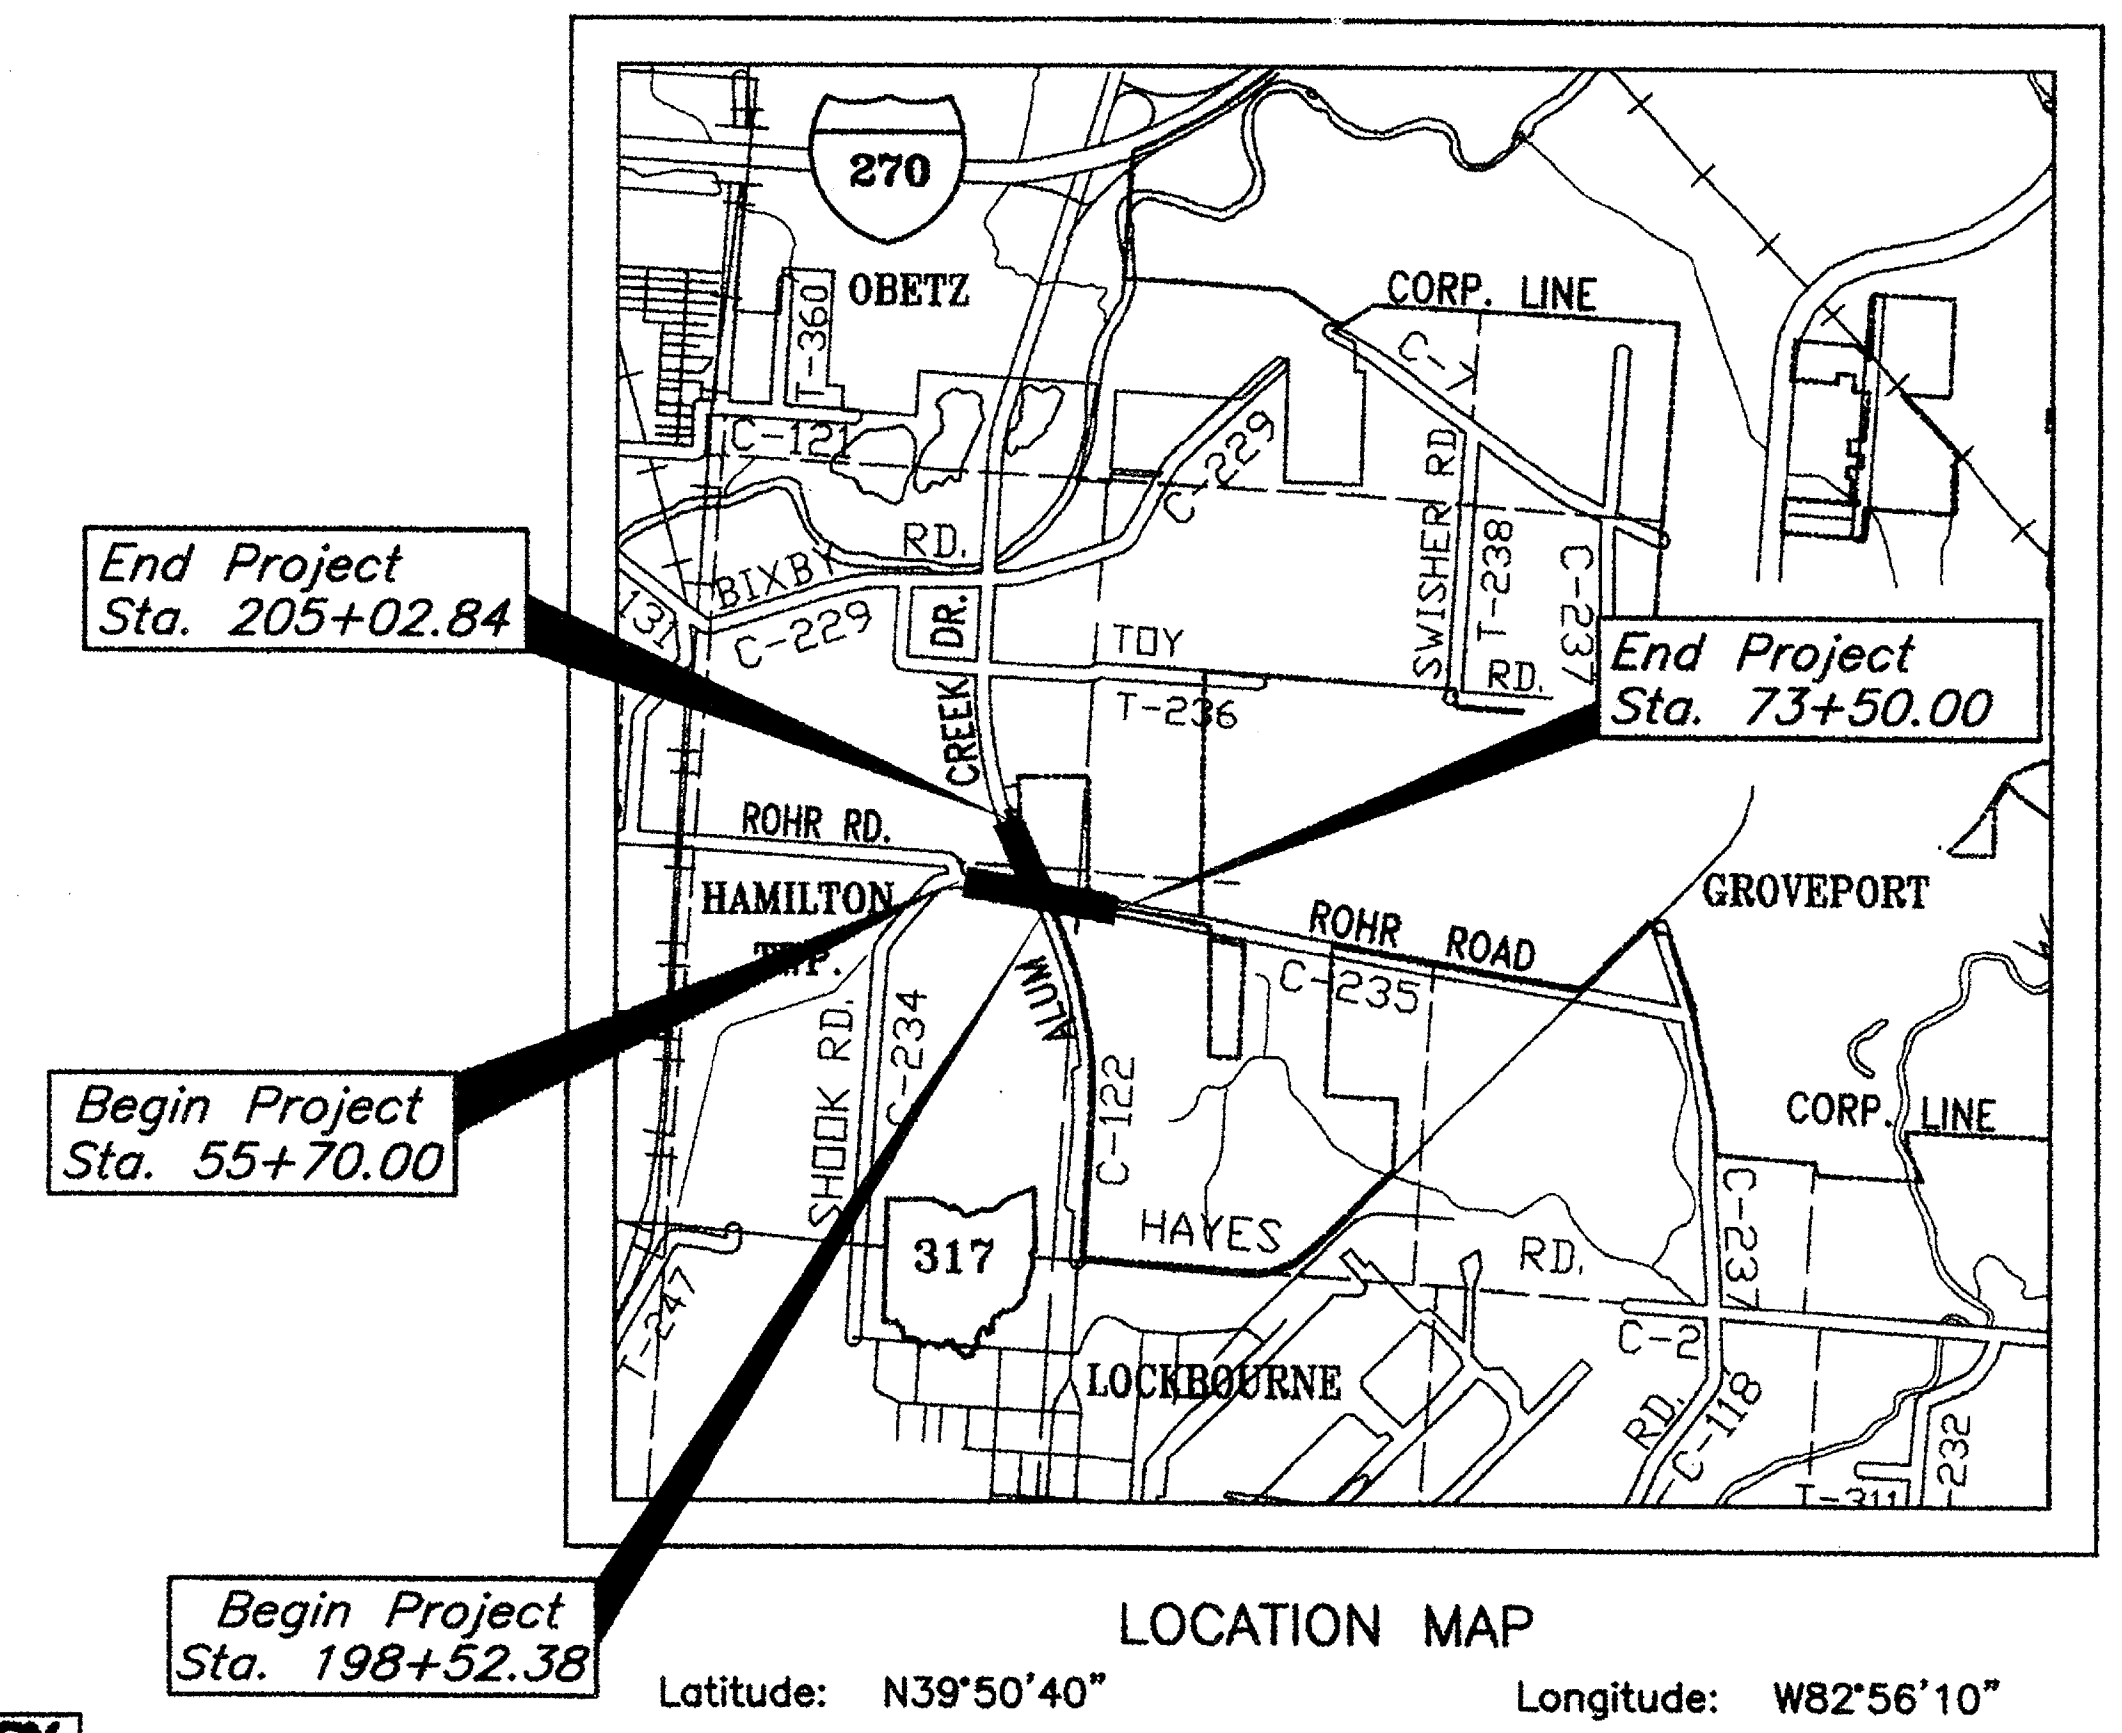 270
OBETZ
CORP. LINE
T-360
C-121
C-229
SWISHER RD
T-238
C-237
BIXBY RD.
C-229
131
CREEK DR.
TOY RD.
T-236
End Project
Sta. 205+02.84
End Project
Sta. 73+50.00
ROHR RD.
HAMILTON
TWP.
GROVEPORT
ROHR ROAD
C-235
ALUM
C-122
SHOOK RD.
C-234
Begin Project
Sta. 55+70.00
CORP. LINE
HAYES RD.
C-237
317
T-247
LOCKBOURNE
C-2
RD.
C-118
232
T-311
Begin Project
Sta. 198+52.38
LOCATION MAP
Latitude: N39°50'40"
Longitude: W82°56'10"